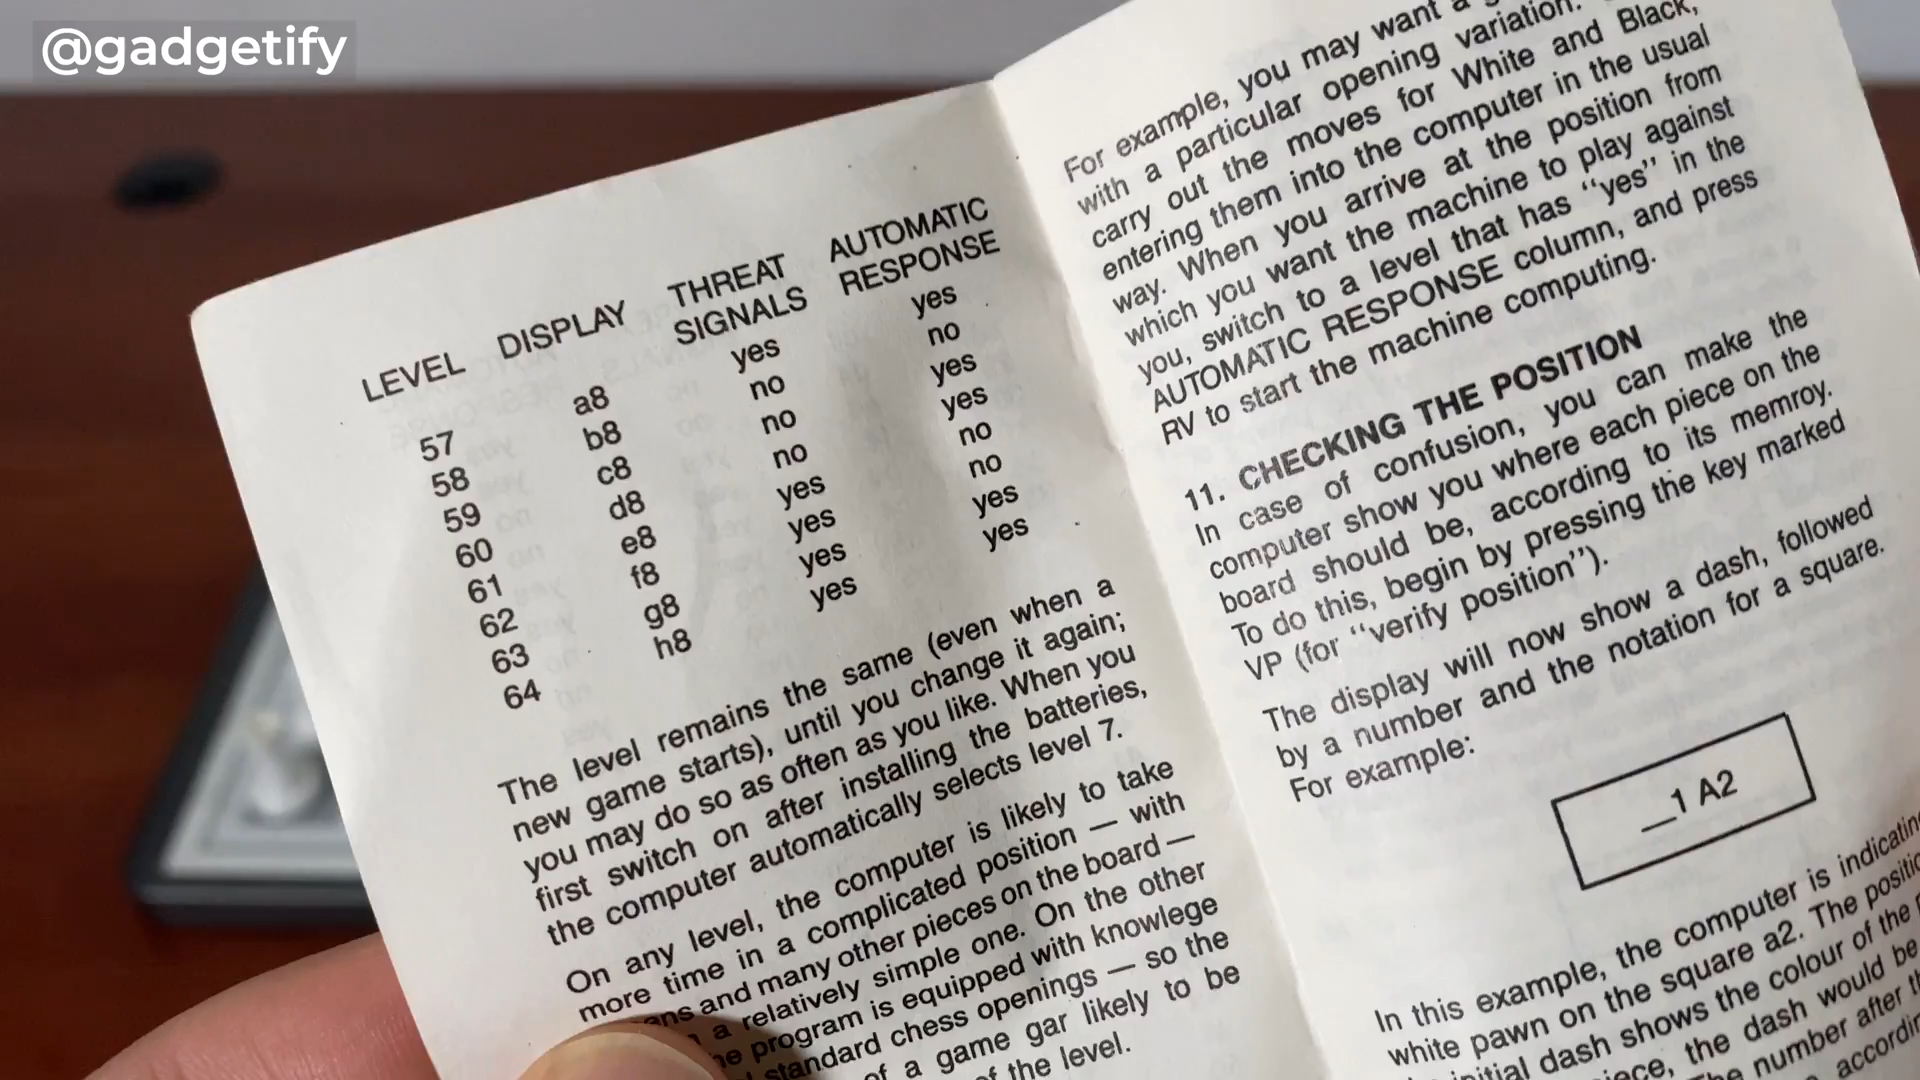 @gadgetify
LEVEL DISPLAY THREAT SIGNALS AUTOMATIC RESPONSE
57 a8 yes yes
58 b8 no no
59 c8 no yes
60 d8 no yes
61 e8 yes no
62 f8 yes no
63 g8 yes yes
64 h8 yes yes
The level remains the same (even when a
new game starts), until you change it again;
you may do so as often as you like. When you
first switch on after installing the batteries,
the computer automatically selects level 7.
On any level, the computer is likely to take
more time in a complicated position — with
and many other pieces on the board —
a relatively simple one. On the other
program is equipped with knowlege
standard chess openings — so the
of a game gar likely to be
of the level.
For example, you may want a
with a particular opening variation.
carry out the moves for White and Black,
entering them into the computer in the usual
way. When you arrive at the position from
which you want the machine to play against
you, switch to a level that has "yes" in the
AUTOMATIC RESPONSE column, and press
RV to start the machine computing.
11. CHECKING THE POSITION
In case of confusion, you can make the
computer show you where each piece on the
board should be, according to its memroy.
To do this, begin by pressing the key marked
VP (for "verify position").
The display will now show a dash, followed
by a number and the notation for a square.
For example:
_1 A2
In this example, the computer is indicating
white pawn on the square a2. The
initial dash shows the colour of the
the dash would be
number after